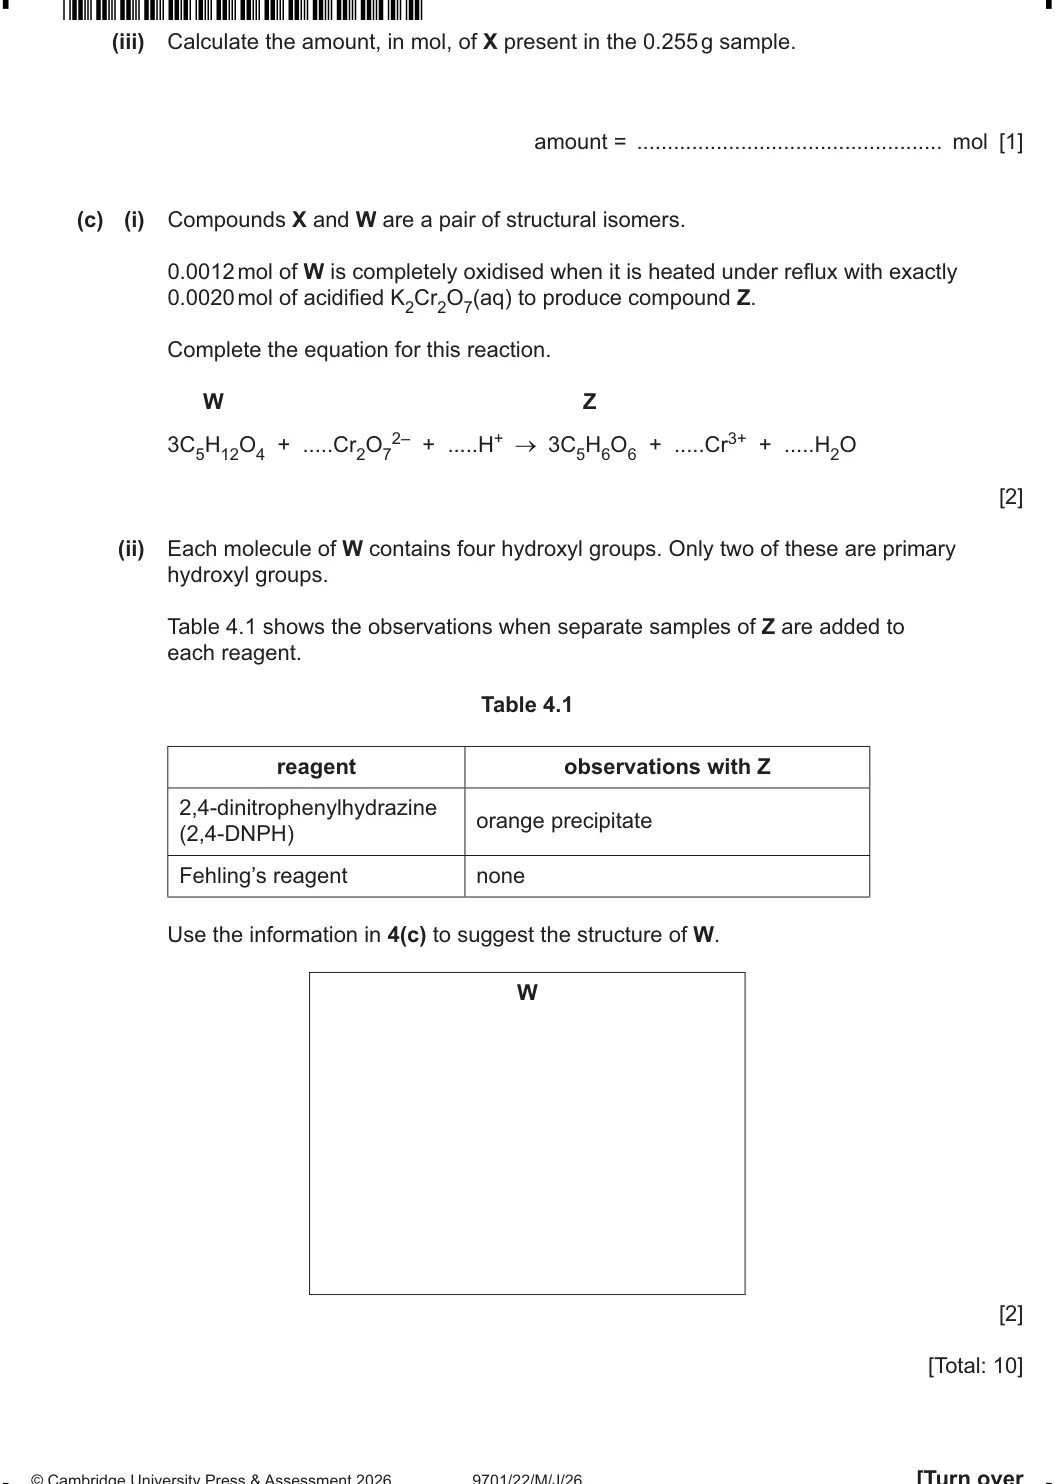 (iii) Calculate the amount, in mol, of X present in the 0.255 g sample.
amount = .................................................. mol [1]
(c) (i) Compounds X and W are a pair of structural isomers.
0.0012 mol of W is completely oxidised when it is heated under reflux with exactly
0.0020 mol of acidified K2Cr2O7(aq) to produce compound Z.
Complete the equation for this reaction.
W Z
3C5H12O4 + .....Cr2O7^2– + .....H^+ → 3C5H6O6 + .....Cr^3+ + .....H2O
[2]
(ii) Each molecule of W contains four hydroxyl groups. Only two of these are primary
hydroxyl groups.
Table 4.1 shows the observations when separate samples of Z are added to
each reagent.
Table 4.1
reagent observations with Z
2,4-dinitrophenylhydrazine
(2,4-DNPH) orange precipitate
Fehling’s reagent none
Use the information in 4(c) to suggest the structure of W.
W
[2]
[Total: 10]
© Cambridge University Press & Assessment 2026 9701/22/M/J/26 [Turn over